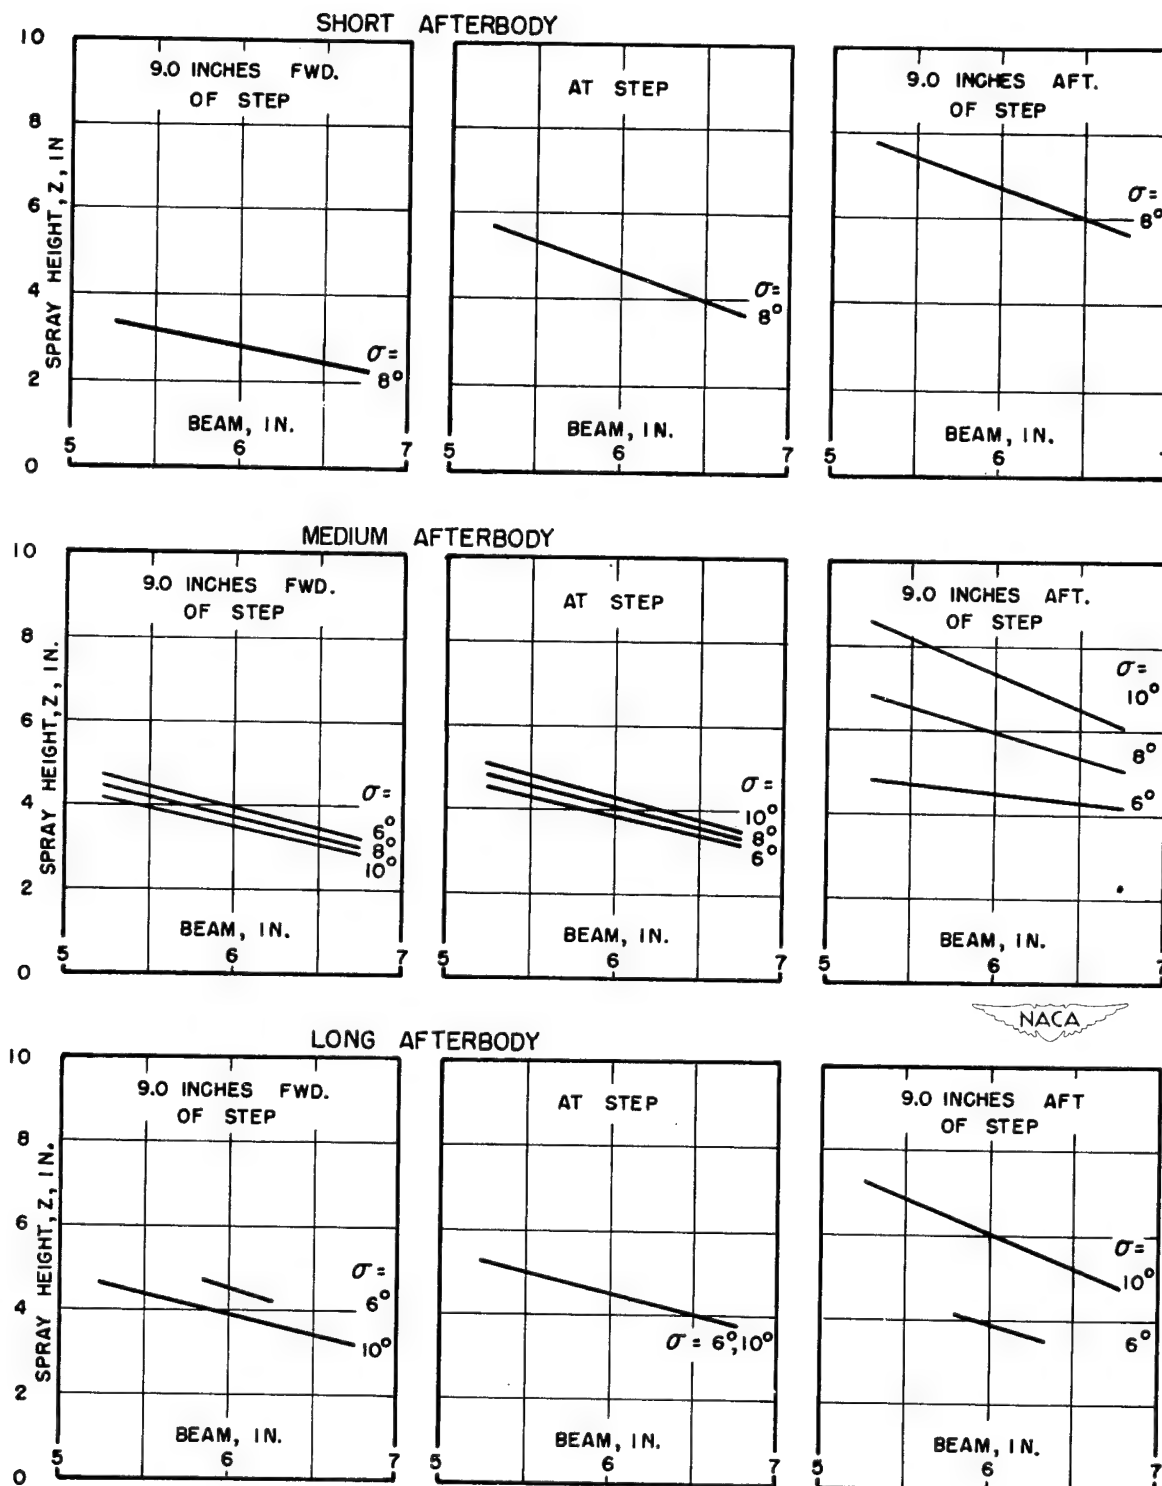 SHORT AFTERBODY
10
8
6
4
2
0
SPRAY HEIGHT, Z, IN
9.0 INCHES FWD.
OF STEP
σ=
8°
BEAM, IN.
5 6 7
AT STEP
σ=
8°
BEAM, IN.
5 6 7
9.0 INCHES AFT.
OF STEP
σ=
8°
BEAM, IN.
5 6 7
MEDIUM AFTERBODY
10
8
6
4
2
0
SPRAY HEIGHT, Z, IN.
9.0 INCHES FWD.
OF STEP
σ=
6°
8°
10°
BEAM, IN.
5 6 7
AT STEP
σ=
10°
8°
6°
BEAM, IN.
5 6 7
9.0 INCHES AFT.
OF STEP
σ=
10°
8°
6°
BEAM, IN.
5 6 7
NACA
LONG AFTERBODY
10
8
6
4
2
0
SPRAY HEIGHT, Z, IN.
9.0 INCHES FWD.
OF STEP
σ=
6°
10°
BEAM, IN.
5 6 7
AT STEP
σ= 6°,10°
BEAM, IN.
5 6 7
9.0 INCHES AFT
OF STEP
σ=
10°
6°
BEAM, IN.
5 6 7